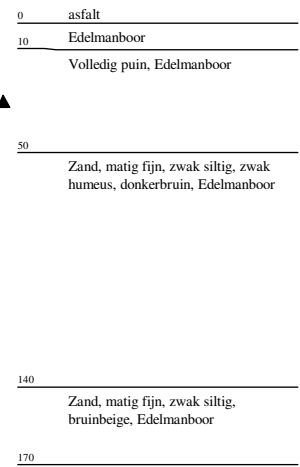 0 asfalt
10 Edelmanboor
Volledig puin, Edelmanboor
50
Zand, matig fijn, zwak siltig, zwak
humeus, donkerbruin, Edelmanboor
140
Zand, matig fijn, zwak siltig,
bruinbeige, Edelmanboor
170